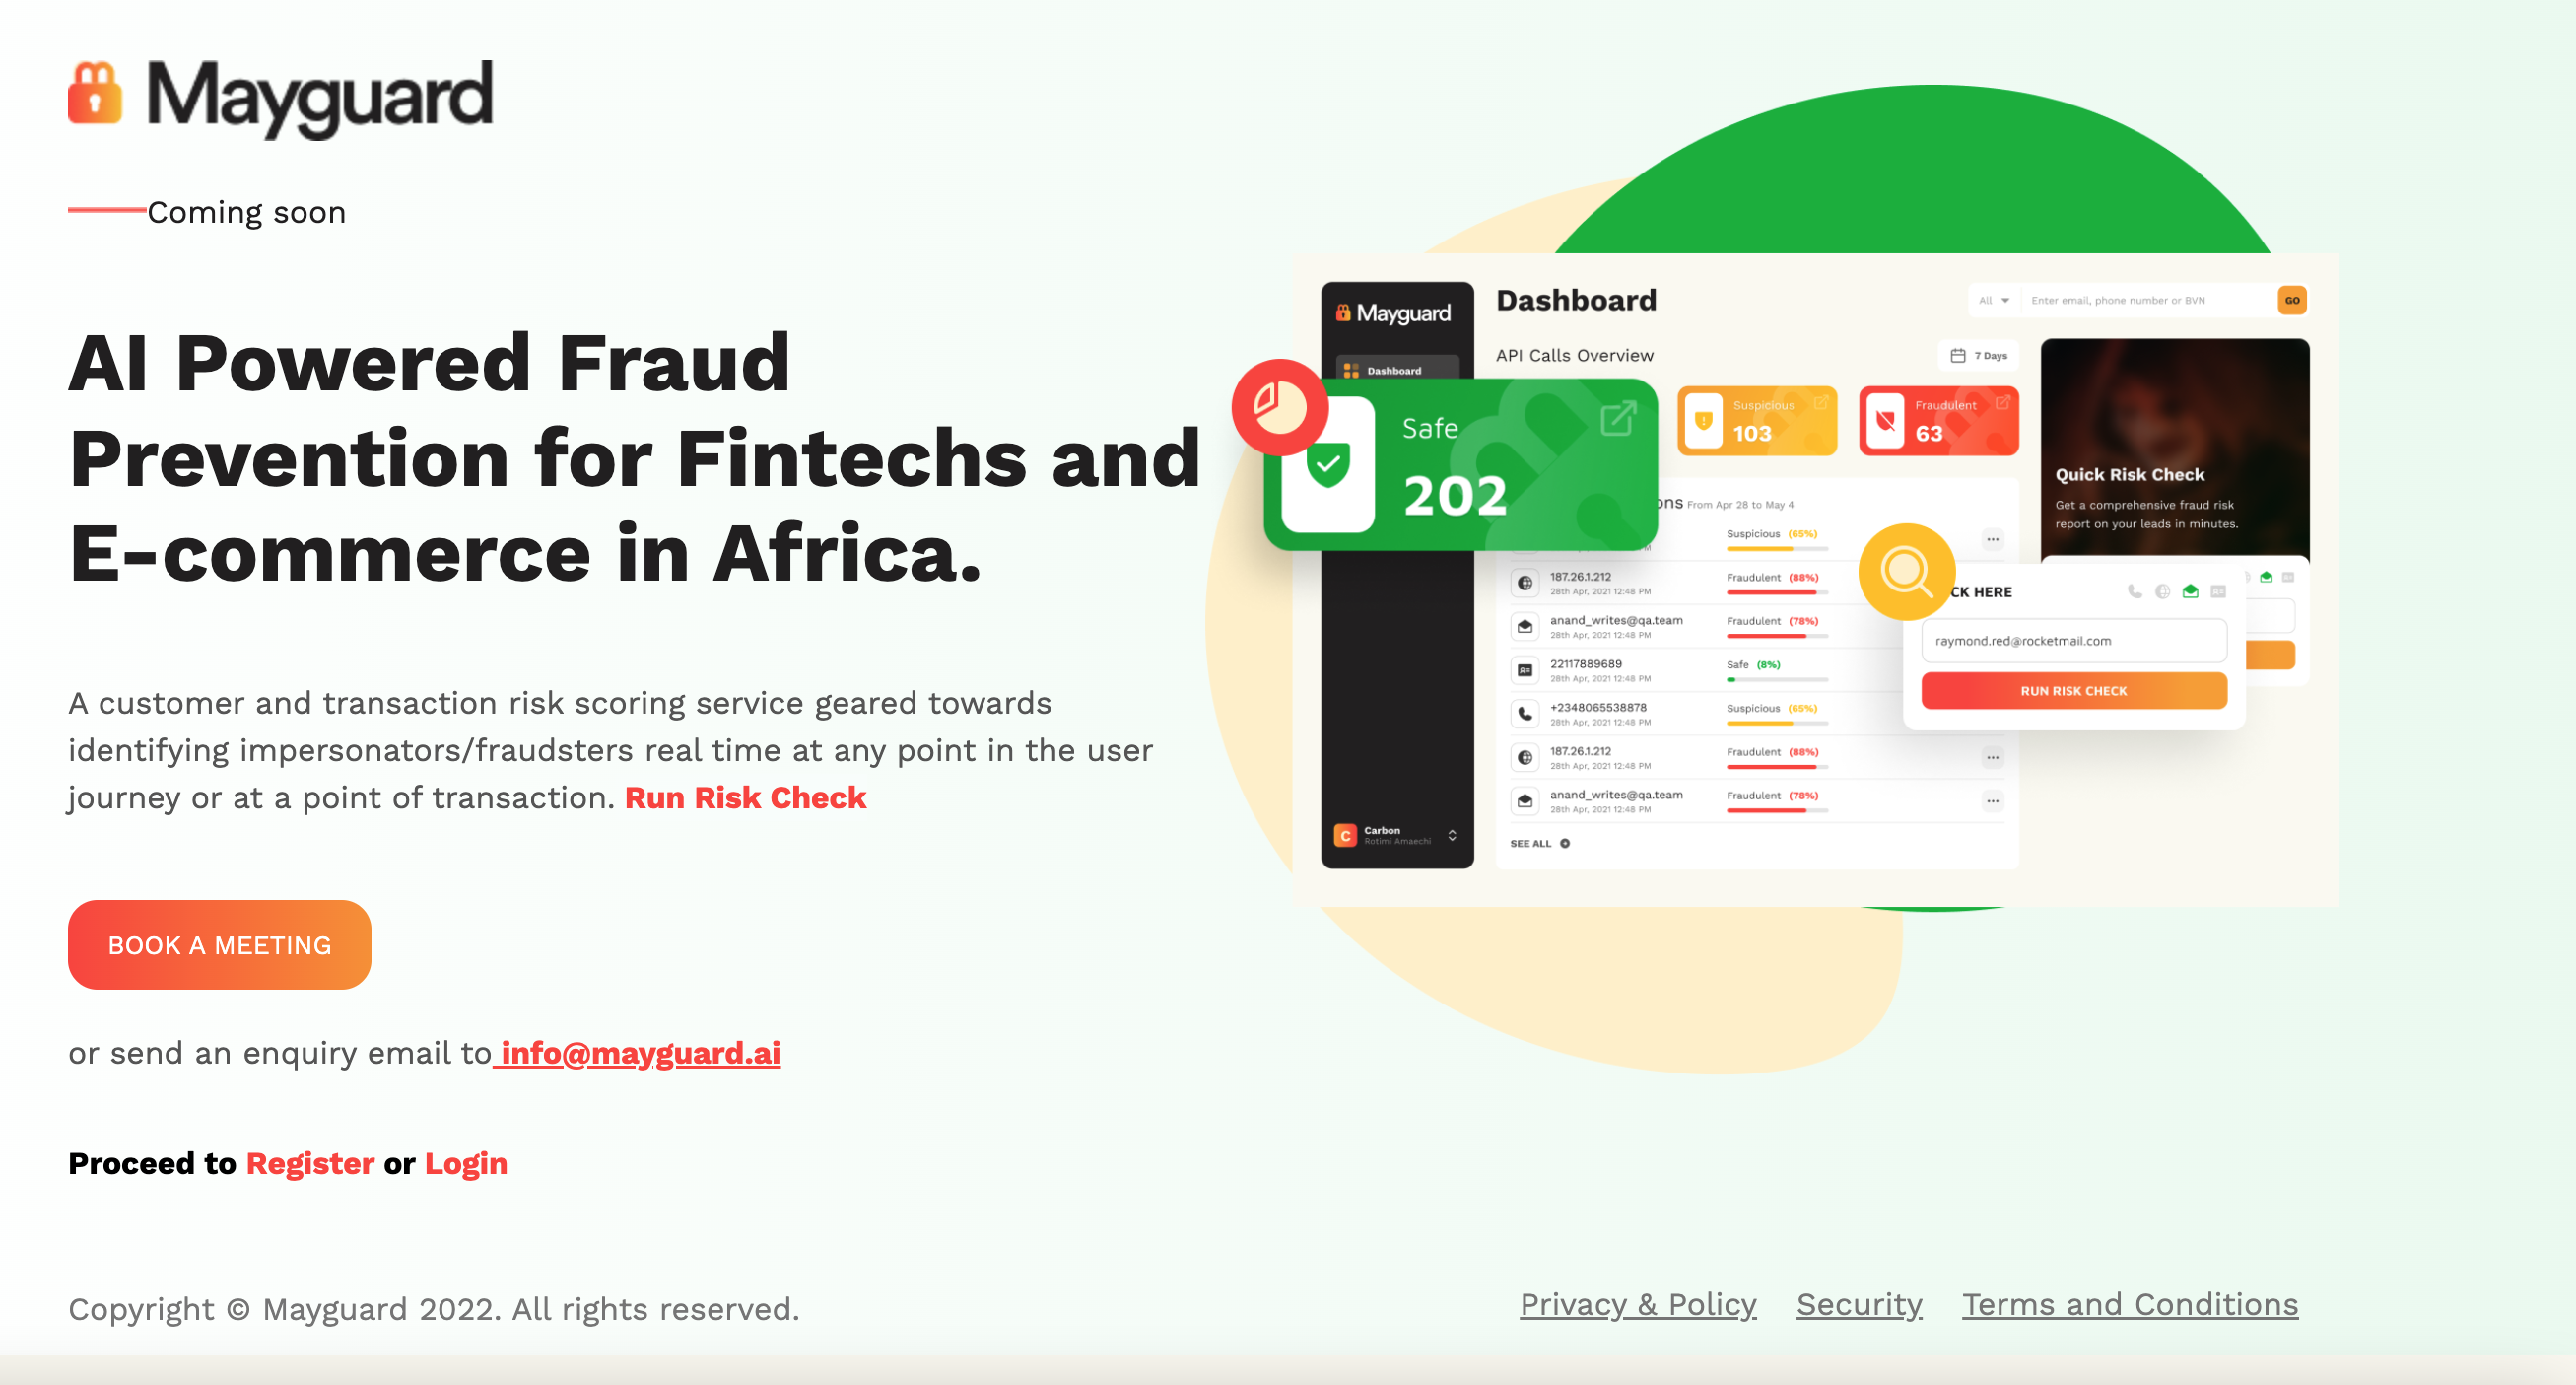 Mayguard
Coming soon
AI Powered Fraud
Prevention for Fintechs and
E-commerce in Africa.
A customer and transaction risk scoring service geared towards
identifying impersonators/fraudsters real time at any point in the user
journey or at a point of transaction. Run Risk Check
BOOK A MEETING
or send an enquiry email to info@mayguard.ai
Proceed to Register or Login
Copyright © Mayguard 2022. All rights reserved.
Mayguard
Dashboard
Carbon
Rotimi Amaechi
Dashboard
All
Enter email, phone number or BVN
GO
API Calls Overview
7 Days
Safe
202
Suspicious
103
Fraudulent
63
From Apr 28 to May 4
Suspicious (65%)
187.26.1.212
28th Apr, 2021 12:48 PM
Fraudulent (88%)
anand_writes@qa.team
28th Apr, 2021 12:48 PM
Fraudulent (78%)
22117889689
28th Apr, 2021 12:48 PM
Safe (8%)
+2348065538878
28th Apr, 2021 12:48 PM
Suspicious (65%)
187.26.1.212
28th Apr, 2021 12:48 PM
Fraudulent (88%)
anand_writes@qa.team
28th Apr, 2021 12:48 PM
Fraudulent (78%)
SEE ALL
Quick Risk Check
Get a comprehensive fraud risk
report on your leads in minutes.
CK HERE
raymond.red@rocketmail.com
RUN RISK CHECK
Privacy & Policy
Security
Terms and Conditions